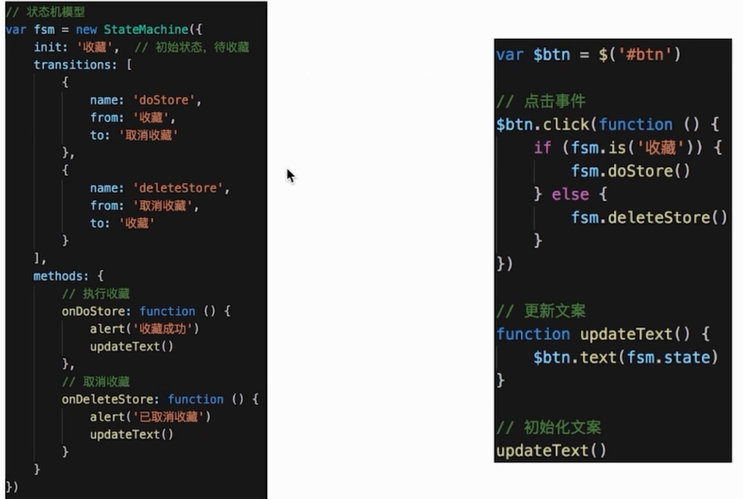 // 状态机模型
var fsm = new StateMachine({
    init: '收藏',  // 初始状态，待收藏
    transitions: [
        {
            name: 'doStore',
            from: '收藏',
            to: '取消收藏'
        },
        {
            name: 'deleteStore',
            from: '取消收藏',
            to: '收藏'
        }
    ],
    methods: {
        // 执行收藏
        onDoStore: function () {
            alert('收藏成功')
            updateText()
        },
        // 取消收藏
        onDeleteStore: function () {
            alert('已取消收藏')
            updateText()
        }
    }
})
var $btn = $('#btn')
// 点击事件
$btn.click(function () {
    if (fsm.is('收藏')) {
        fsm.doStore()
    } else {
        fsm.deleteStore()
    }
})
// 更新文案
function updateText() {
    $btn.text(fsm.state)
}
// 初始化文案
updateText()